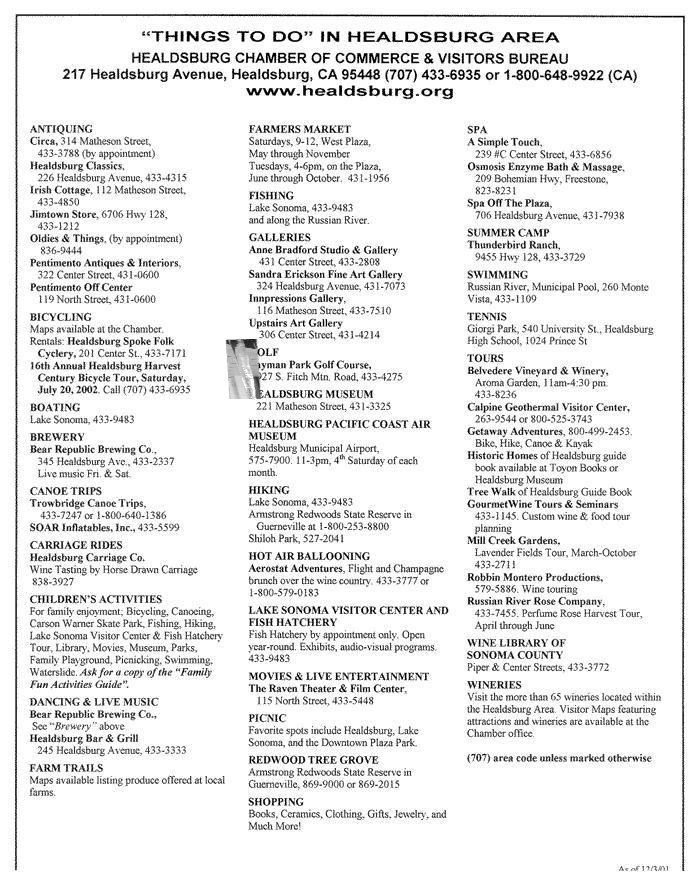 "THINGS TO DO" IN HEALDSBURG AREA
HEALDSBURG CHAMBER OF COMMERCE & VISITORS BUREAU
217 Healdsburg Avenue, Healdsburg, CA 95448 (707) 433-6935 or 1-800-648-9922 (CA)
www.healdsburg.org
ANTIQUING
Circa, 314 Matheson Street,
433-3788 (by appointment)
Healdsburg Classics,
226 Healdsburg Avenue, 433-4315
Irish Cottage, 112 Matheson Street,
433-4850
Jimtown Store, 6706 Hwy 128,
433-1212
Oldies & Things, (by appointment)
836-9444
Pentimento Antiques & Interiors,
322 Center Street, 431-0600
Pentimento Off Center
119 North Street, 431-0600
BICYCLING
Maps available at the Chamber.
Rentals: Healdsburg Spoke Folk
Cyclery, 201 Center St., 433-7171
16th Annual Healdsburg Harvest
Century Bicycle Tour, Saturday,
July 20, 2002. Call (707) 433-6935
BOATING
Lake Sonoma, 433-9483
BREWERY
Bear Republic Brewing Co.,
345 Healdsburg Ave., 433-2337
Live music Fri. & Sat.
CANOE TRIPS
Trowbridge Canoe Trips,
433-7247 or 1-800-640-1386
SOAR Inflatables, Inc., 433-5599
CARRIAGE RIDES
Healdsburg Carriage Co.
Wine Tasting by Horse Drawn Carriage
838-3927
CHILDREN'S ACTIVITIES
For family enjoyment; Bicycling, Canoeing,
Carson Warner Skate Park, Fishing, Hiking,
Lake Sonoma Visitor Center & Fish Hatchery
Tour, Library, Movies, Museum, Parks,
Family Playground, Picnicking, Swimming,
Waterslide. Ask for a copy of the "Family
Fun Activities Guide".
DANCING & LIVE MUSIC
Bear Republic Brewing Co.,
See "Brewery" above
Healdsburg Bar & Grill
245 Healdsburg Avenue, 433-3333
FARM TRAILS
Maps available listing produce offered at local
farms.
FARMERS MARKET
Saturdays, 9-12, West Plaza,
May through November
Tuesdays, 4-6pm, on the Plaza,
June through October. 431-1956
FISHING
Lake Sonoma, 433-9483
and along the Russian River.
GALLERIES
Anne Bradford Studio & Gallery
431 Center Street, 433-2808
Sandra Erickson Fine Art Gallery
324 Healdsburg Avenue, 431-7073
Innpressions Gallery,
116 Matheson Street, 433-7510
Upstairs Art Gallery
306 Center Street, 431-4214
OLF
ayman Park Golf Course,
927 S. Fitch Mtn. Road, 433-4275
EALDSBURG MUSEUM
221 Matheson Street, 431-3325
HEALDSBURG PACIFIC COAST AIR
MUSEUM
Healdsburg Municipal Airport,
575-7900. 11-3pm, 4th Saturday of each
month.
HIKING
Lake Sonoma, 433-9483
Armstrong Redwoods State Reserve in
Guerneville at 1-800-253-8800
Shiloh Park, 527-2041
HOT AIR BALLOONING
Aerostat Adventures, Flight and Champagne
brunch over the wine country. 433-3777 or
1-800-579-0183
LAKE SONOMA VISITOR CENTER AND
FISH HATCHERY
Fish Hatchery by appointment only. Open
year-round. Exhibits, audio-visual programs.
433-9483
MOVIES & LIVE ENTERTAINMENT
The Raven Theater & Film Center,
115 North Street, 433-5448
PICNIC
Favorite spots include Healdsburg, Lake
Sonoma, and the Downtown Plaza Park.
REDWOOD TREE GROVE
Armstrong Redwoods State Reserve in
Guerneville, 869-9000 or 869-2015
SHOPPING
Books, Ceramics, Clothing, Gifts, Jewelry, and
Much More!
SPA
A Simple Touch,
239 #C Center Street, 433-6856
Osmosis Enzyme Bath & Massage,
209 Bohemian Hwy, Freestone,
823-8231
Spa Off The Plaza,
706 Healdsburg Avenue, 431-7938
SUMMER CAMP
Thunderbird Ranch,
9455 Hwy 128, 433-3729
SWIMMING
Russian River, Municipal Pool, 260 Monte
Vista, 433-1109
TENNIS
Giorgi Park, 540 University St., Healdsburg
High School, 1024 Prince St
TOURS
Belvedere Vineyard & Winery,
Aroma Garden, 11am-4:30 pm.
433-8236
Calpine Geothermal Visitor Center,
263-9544 or 800-525-3743
Getaway Adventures, 800-499-2453.
Bike, Hike, Canoe & Kayak
Historic Homes of Healdsburg guide
book available at Toyon Books or
Healdsburg Museum
Tree Walk of Healdsburg Guide Book
GourmetWine Tours & Seminars
433-1145. Custom wine & food tour
planning
Mill Creek Gardens,
Lavender Fields Tour, March-October
433-2711
Robbin Montero Productions,
579-5886. Wine touring
Russian River Rose Company,
433-7455. Perfume Rose Harvest Tour,
April through June
WINE LIBRARY OF
SONOMA COUNTY
Piper & Center Streets, 433-3772
WINERIES
Visit the more than 65 wineries located within
the Healdsburg Area. Visitor Maps featuring
attractions and wineries are available at the
Chamber office.
(707) area code unless marked otherwise
As of 12/3/01